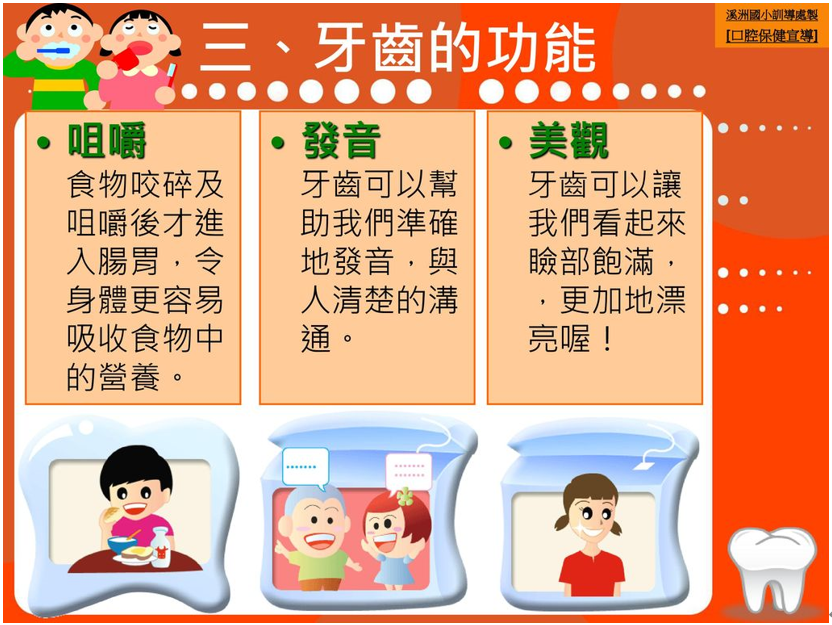 三、牙齒的功能
溪洲國小訓導處製
[口腔保健宣導]
• 咀嚼
食物咬碎及
咀嚼後才進
入腸胃，令
身體更容易
吸收食物中
的營養。
• 發音
牙齒可以幫
助我們準確
地發音，與
人清楚的溝
通。
• 美觀
牙齒可以讓
我們看起來
臉部飽滿，
，更加地漂
亮喔！